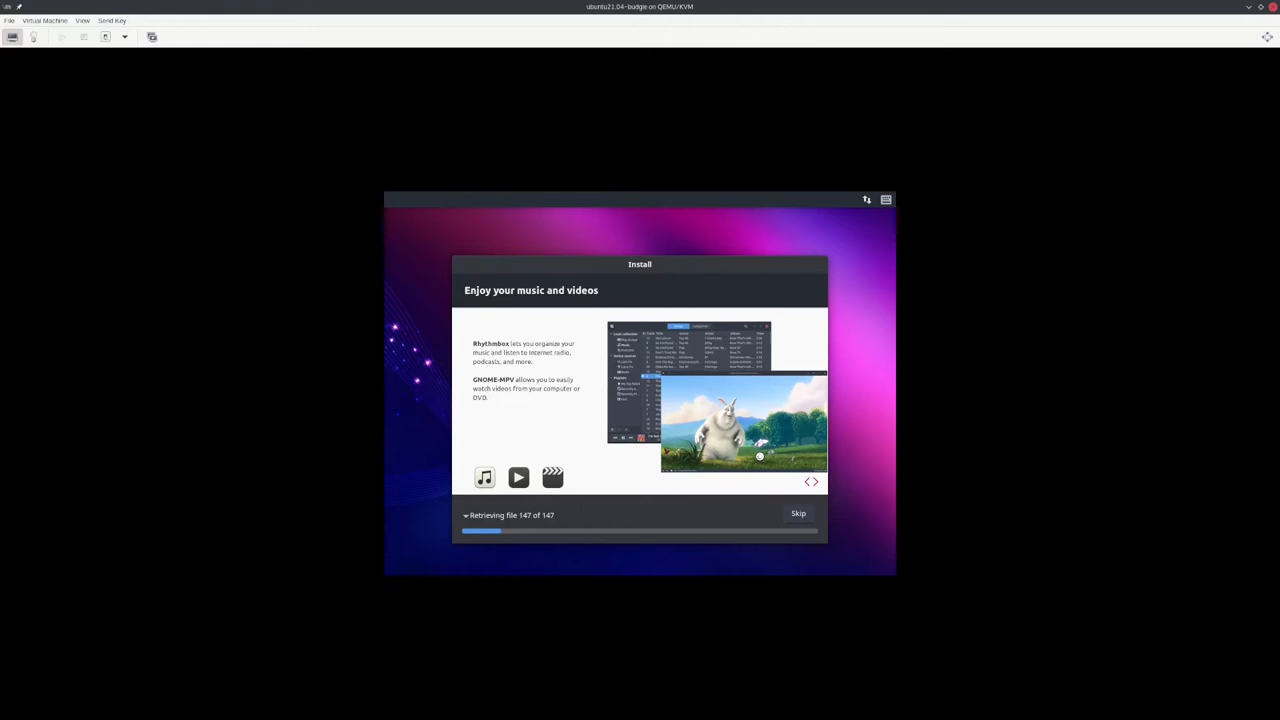 ubuntu21.04-budgie on QEMU/KVM
File Virtual Machine View Send Key
Install
Enjoy your music and videos
Rhythmbox lets you organize your
music and listen to Internet radio,
podcasts, and more.
GNOME-MPV allows you to easily
watch videos from your computer or
DVD.
Retrieving file 147 of 147
Skip